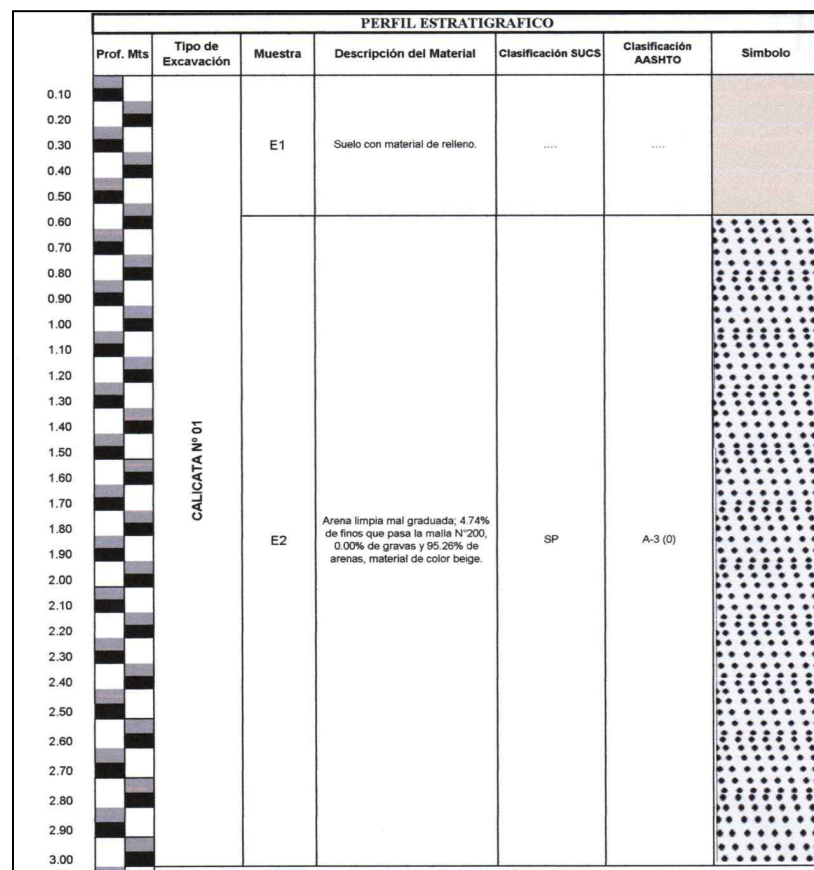 PERFIL ESTRATIGRAFICO
Prof. Mts
Tipo de
Excavación
Muestra
Descripción del Material
Clasificación SUCS
Clasificación
AASHTO
Simbolo
0.10
0.20
0.30
0.40
0.50
0.60
0.70
0.80
0.90
1.00
1.10
1.20
1.30
1.40
1.50
1.60
1.70
1.80
1.90
2.00
2.10
2.20
2.30
2.40
2.50
2.60
2.70
2.80
2.90
3.00
CALICATA Nº 01
E1
Suelo con material de relleno.
....
....
E2
Arena limpia mal graduada; 4.74%
de finos que pasa la malla N°200,
0.00% de gravas y 95.26% de
arenas, material de color beige.
SP
A-3 (0)